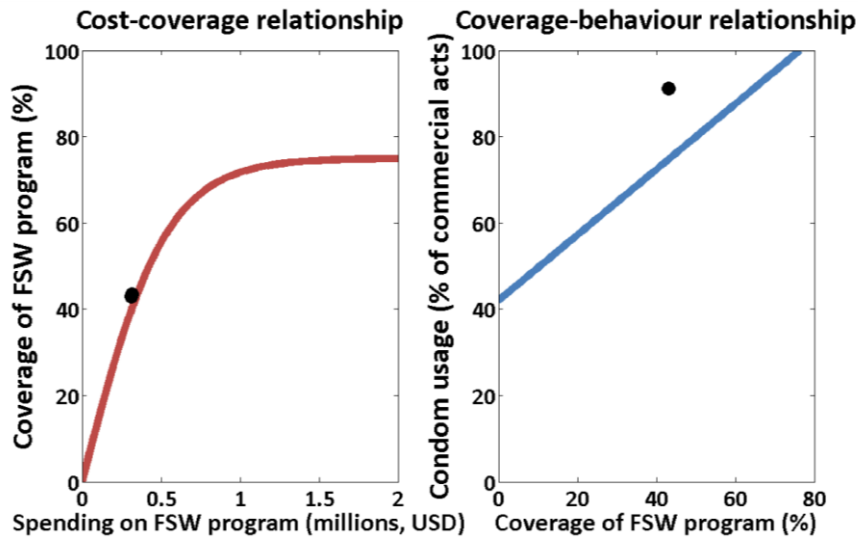 Cost-coverage relationship
Coverage of FSW program (%)
100
80
60
40
20
0
0 0.5 1 1.5 2
Spending on FSW program (millions, USD)
Coverage-behaviour relationship
Condom usage (% of commercial acts)
100
80
60
40
20
0
0 20 40 60 80
Coverage of FSW program (%)